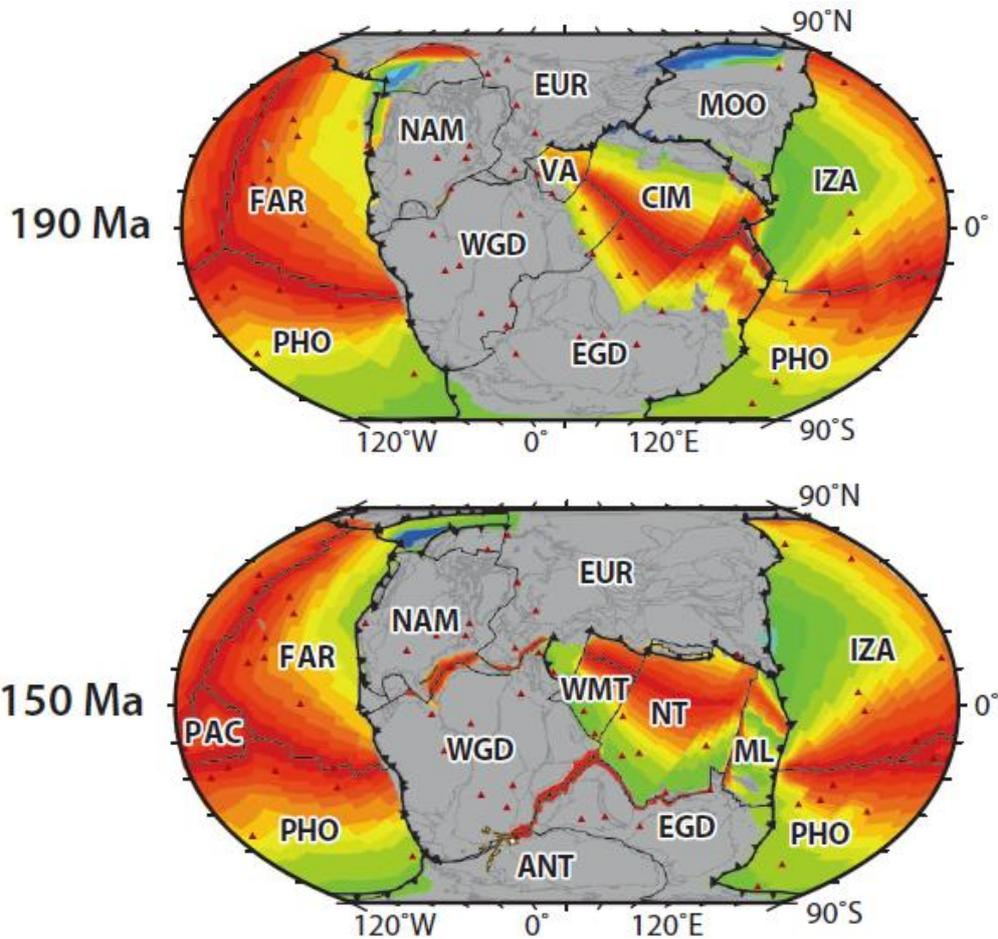 90˚N
EUR
MOO
NAM
VA
CIM
IZA
FAR
190 Ma
0˚
WGD
PHO
EGD
PHO
120˚W
0˚
120˚E
90˚S
90˚N
EUR
NAM
FAR
IZA
WMT
150 Ma
NT
0˚
PAC
WGD
ML
PHO
EGD
PHO
ANT
120˚W
0˚
120˚E
90˚S